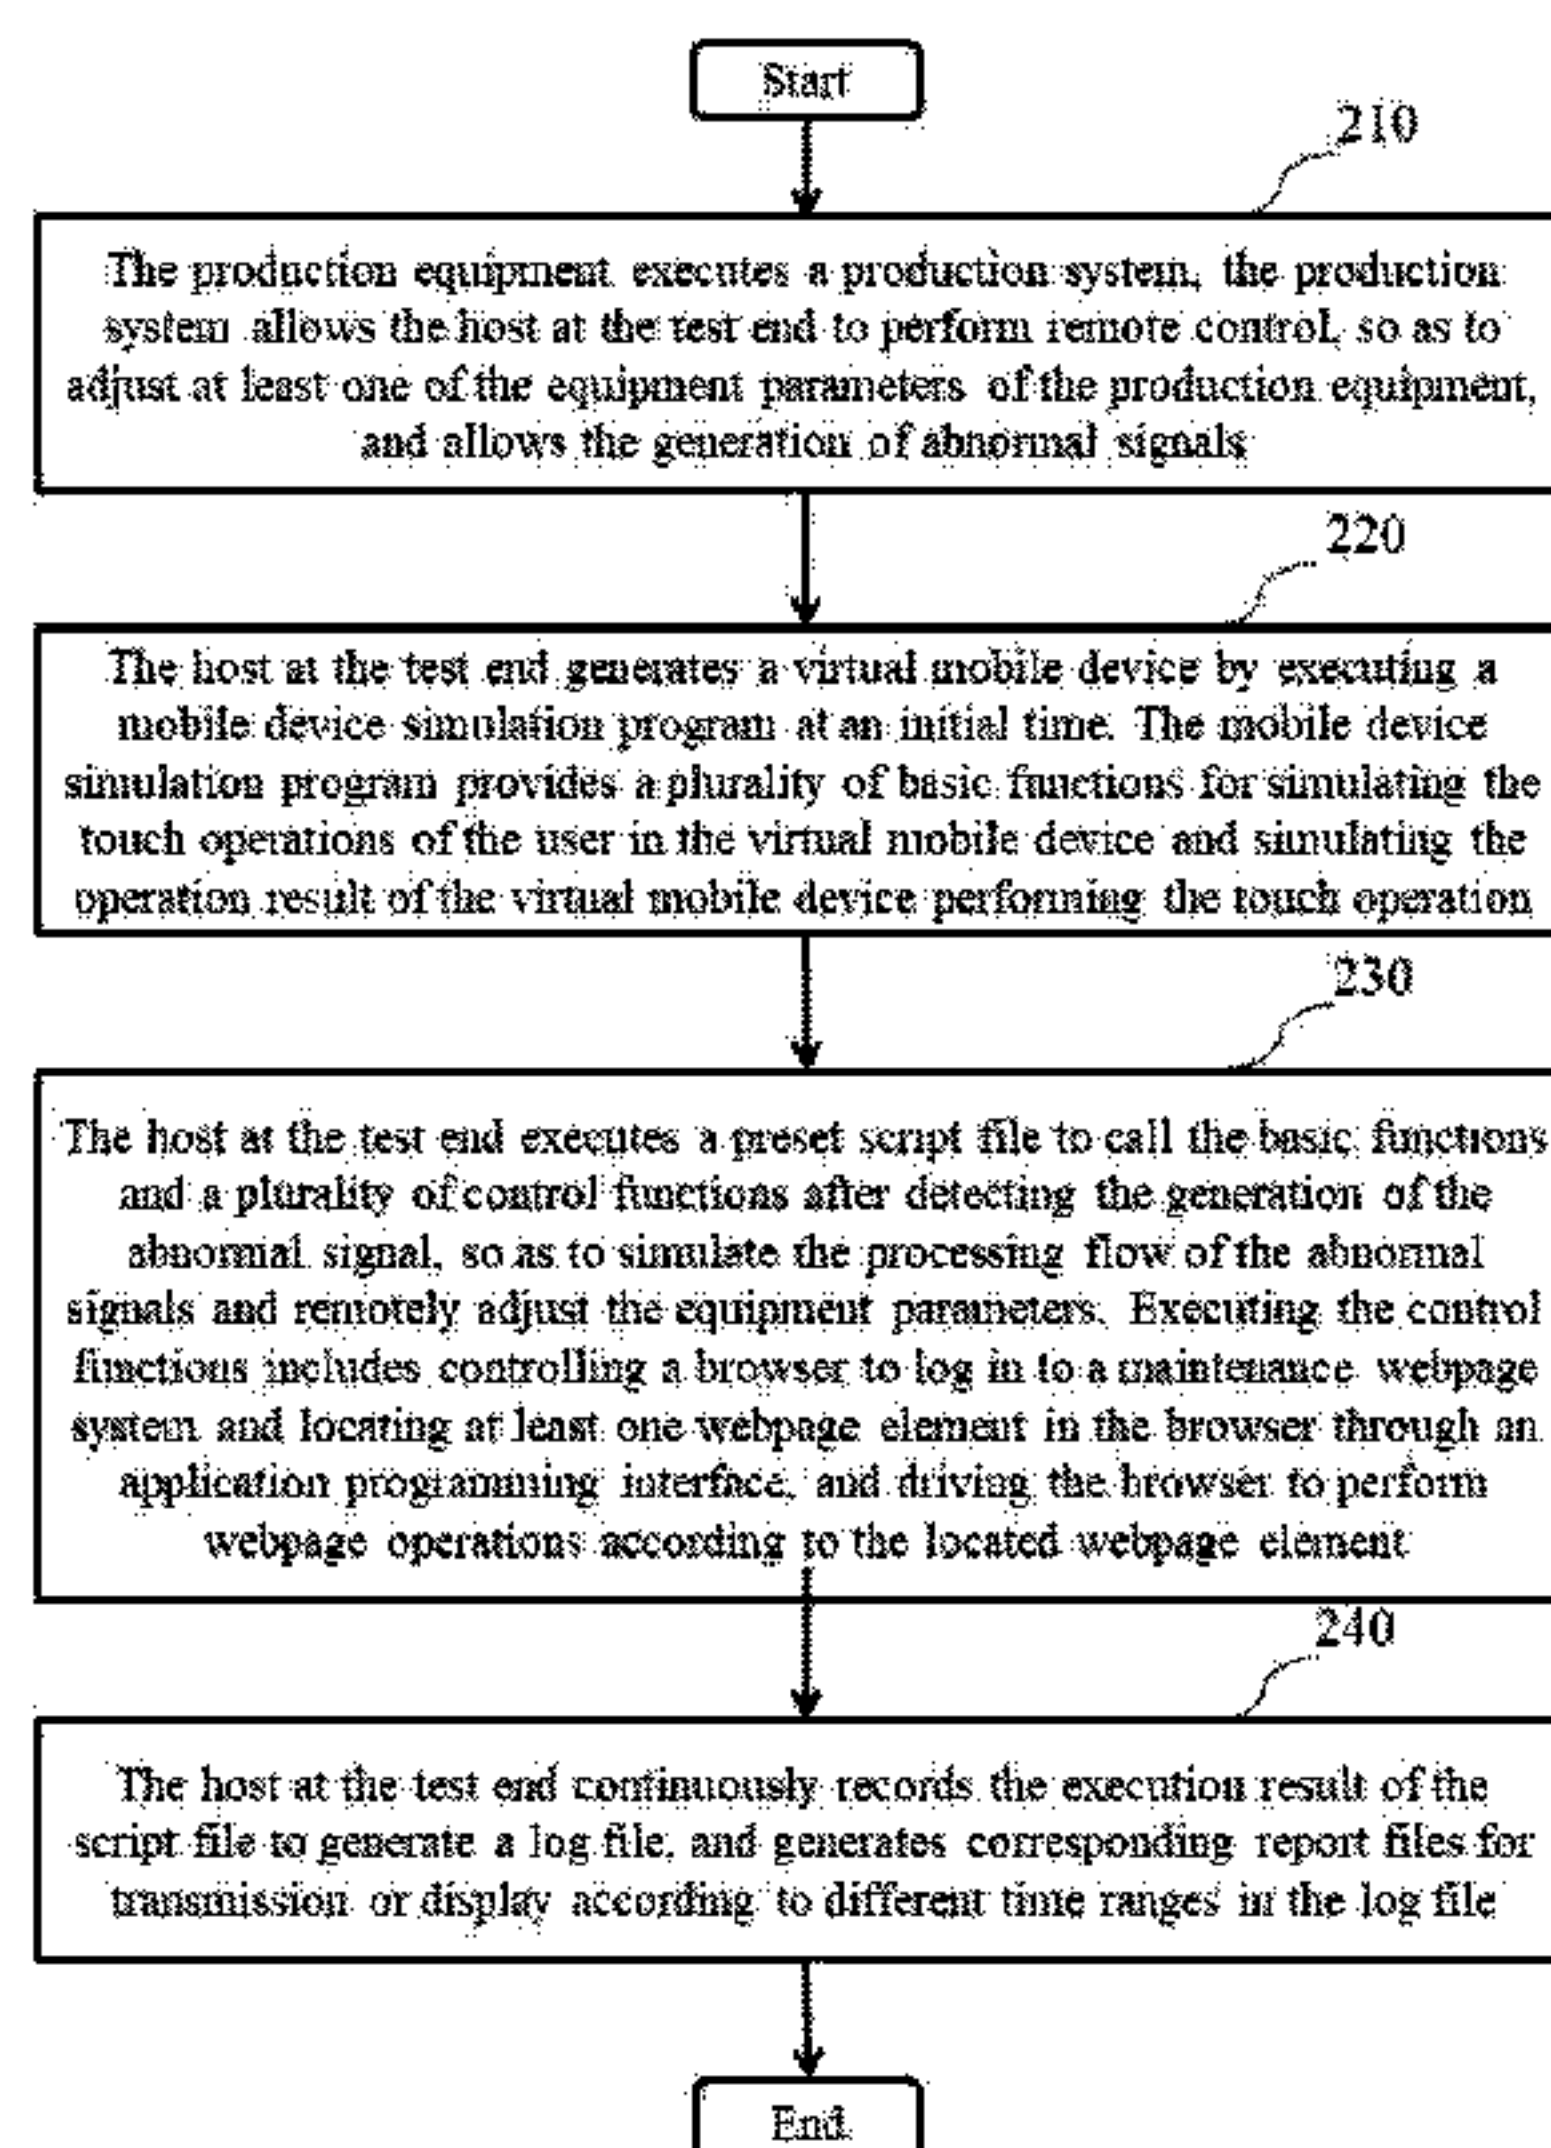 Start
210
The production equipment executes a production system, the production
system allows the host at the test end to perform remote control, so as to
adjust at least one of the equipment parameters of the production equipment,
and allows the generation of abnormal signals
220
The host at the test end generates a virtual mobile device by executing a
mobile device simulation program at an initial time. The mobile device
simulation program provides a plurality of basic functions for simulating the
touch operations of the user in the virtual mobile device and simulating the
operation result of the virtual mobile device performing the touch operation
230
The host at the test end executes a preset script file to call the basic functions
and a plurality of control functions after detecting the generation of the
abnormal signal, so as to simulate the processing flow of the abnormal
signals and remotely adjust the equipment parameters. Executing the control
functions includes controlling a browser to log in to a maintenance webpage
system and locating at least one webpage element in the browser through an
application programming interface, and driving the browser to perform
webpage operations according to the located webpage element
240
The host at the test end continuously records the execution result of the
script file to generate a log file, and generates corresponding report files for
transmission or display according to different time ranges in the log file
End